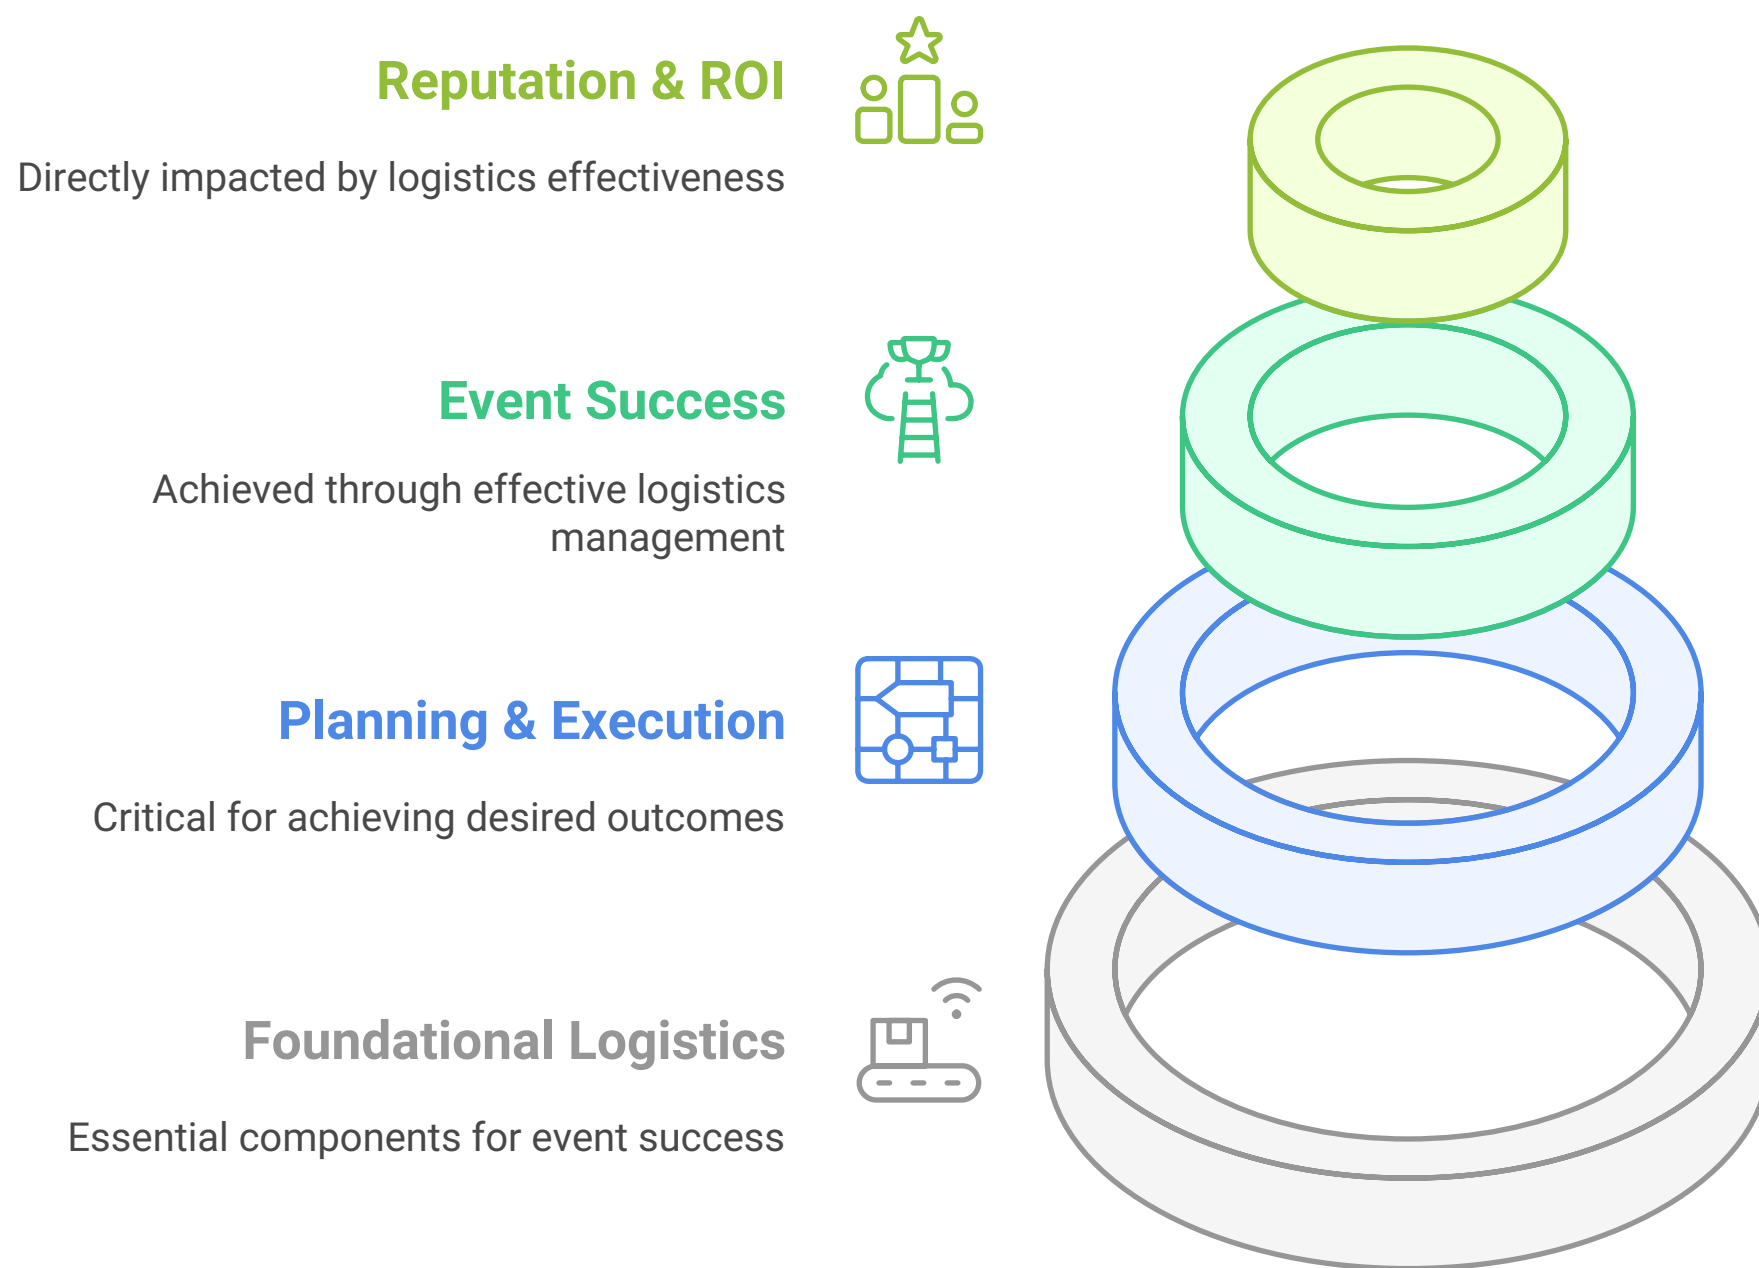 Reputation & ROI
Directly impacted by logistics effectiveness
Event Success
Achieved through effective logistics
management
Planning & Execution
Critical for achieving desired outcomes
Foundational Logistics
Essential components for event success